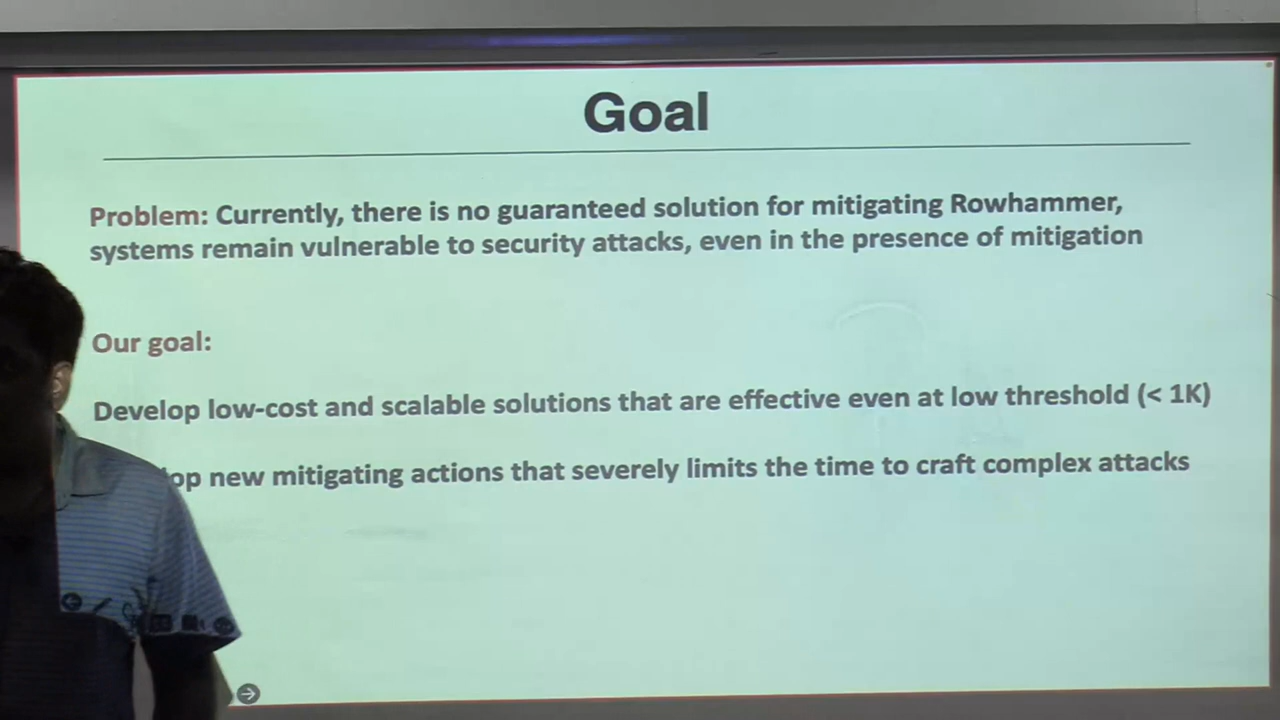 Goal
Problem: Currently, there is no guaranteed solution for mitigating Rowhammer,
systems remain vulnerable to security attacks, even in the presence of mitigation
Our goal:
Develop low-cost and scalable solutions that are effective even at low threshold (< 1K)
new mitigating actions that severely limits the time to craft complex attacks